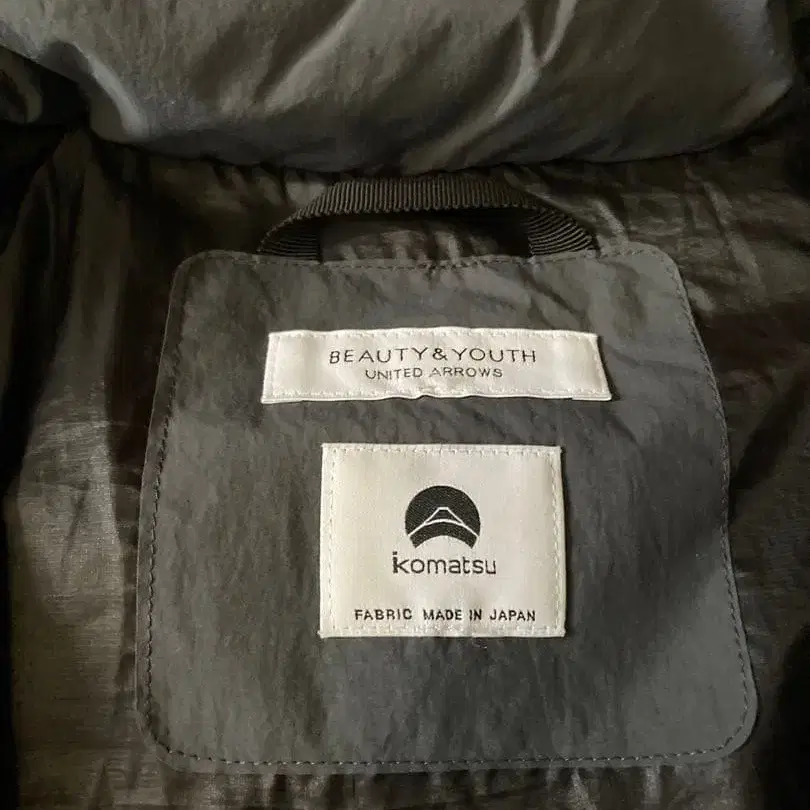 BEAUTY&YOUTH
UNITED ARROWS
komatsu
FABRIC MADE IN JAPAN